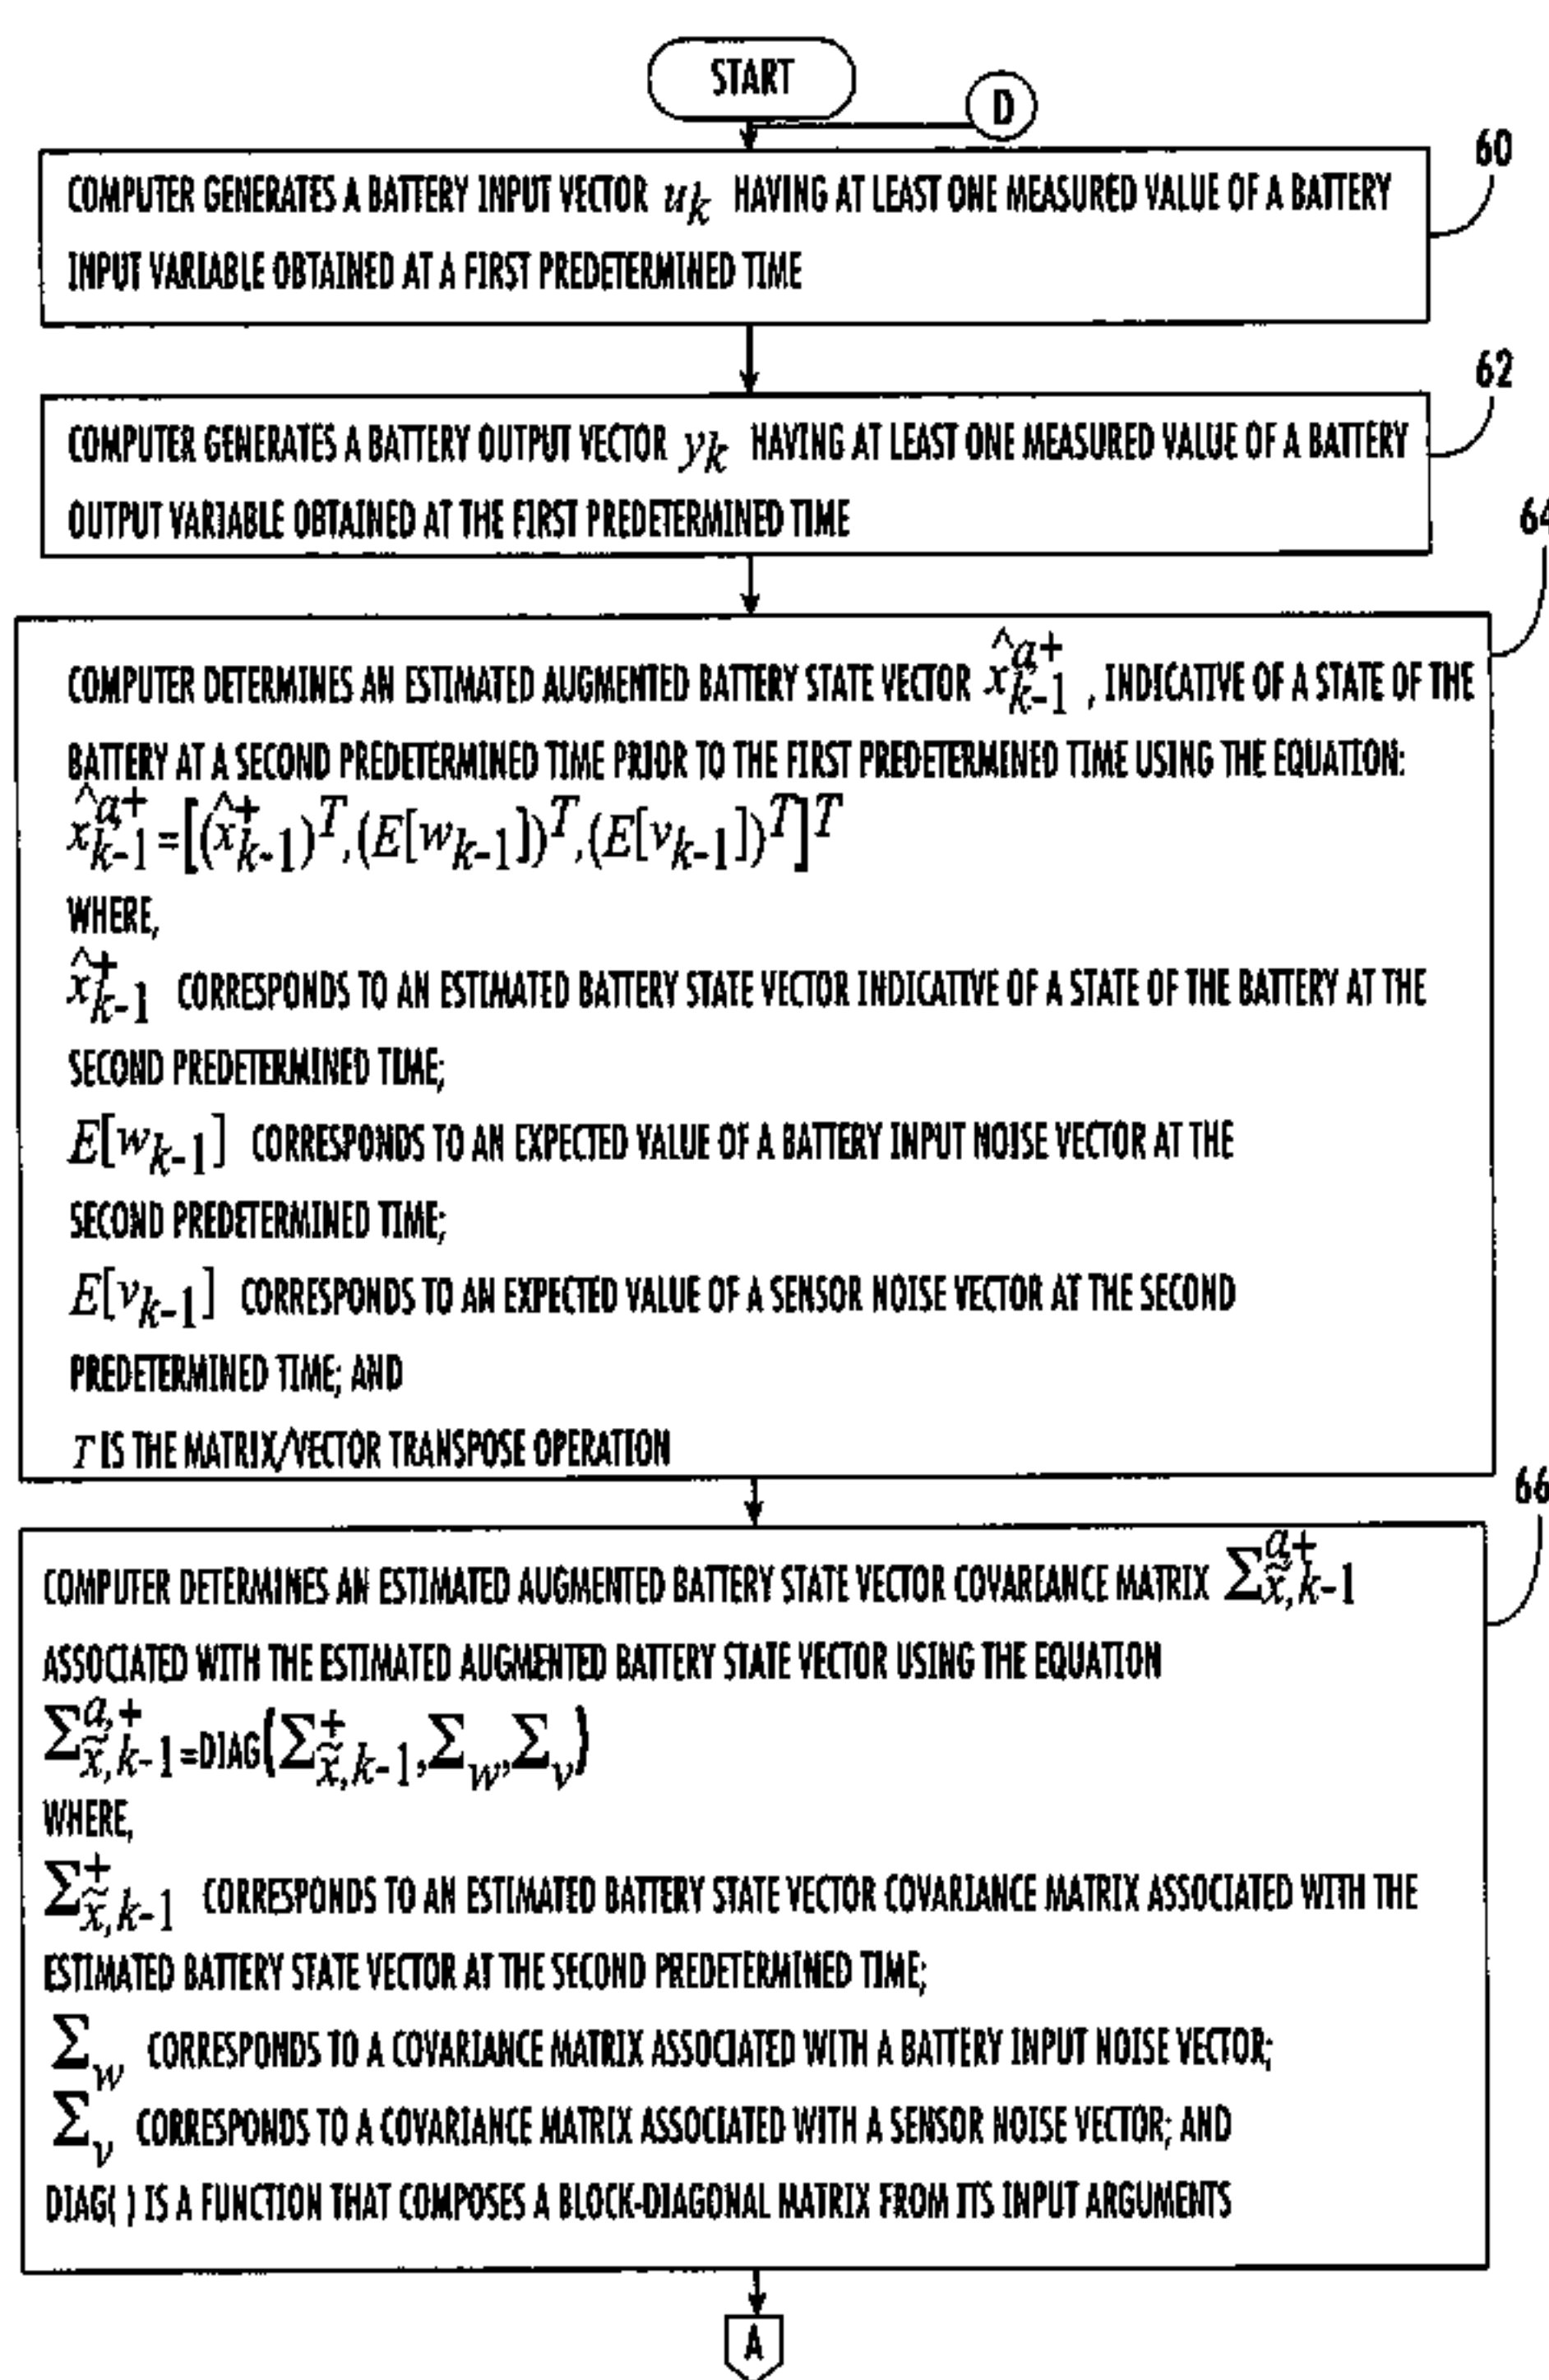 START
D
60
COMPUTER GENERATES A BATTERY INPUT VECTOR u_k HAVING AT LEAST ONE MEASURED VALUE OF A BATTERY
INPUT VARIABLE OBTAINED AT A FIRST PREDETERMINED TIME
62
COMPUTER GENERATES A BATTERY OUTPUT VECTOR y_k HAVING AT LEAST ONE MEASURED VALUE OF A BATTERY
OUTPUT VARIABLE OBTAINED AT THE FIRST PREDETERMINED TIME
64
COMPUTER DETERMINES AN ESTIMATED AUGMENTED BATTERY STATE VECTOR x̂_{k-1}^{a,+} , INDICATIVE OF A STATE OF THE
BATTERY AT A SECOND PREDETERMINED TIME PRIOR TO THE FIRST PREDETERMINED TIME USING THE EQUATION:
x̂_{k-1}^{a,+}=[(x̂_{k-1}^+)^T,(E[w_{k-1}])^T,(E[v_{k-1}])^T]^T
WHERE,
x̂_{k-1}^+ CORRESPONDS TO AN ESTIMATED BATTERY STATE VECTOR INDICATIVE OF A STATE OF THE BATTERY AT THE
SECOND PREDETERMINED TIME;
E[w_{k-1}] CORRESPONDS TO AN EXPECTED VALUE OF A BATTERY INPUT NOISE VECTOR AT THE
SECOND PREDETERMINED TIME;
E[v_{k-1}] CORRESPONDS TO AN EXPECTED VALUE OF A SENSOR NOISE VECTOR AT THE SECOND
PREDETERMINED TIME; AND
T IS THE MATRIX/VECTOR TRANSPOSE OPERATION
66
COMPUTER DETERMINES AN ESTIMATED AUGMENTED BATTERY STATE VECTOR COVARIANCE MATRIX Σ_{x̃,k-1}^{a,+}
ASSOCIATED WITH THE ESTIMATED AUGMENTED BATTERY STATE VECTOR USING THE EQUATION
Σ_{x̃,k-1}^{a,+}=DIAG(Σ_{x̃,k-1}^+,Σ_w,Σ_v)
WHERE,
Σ_{x̃,k-1}^+ CORRESPONDS TO AN ESTIMATED BATTERY STATE VECTOR COVARIANCE MATRIX ASSOCIATED WITH THE
ESTIMATED BATTERY STATE VECTOR AT THE SECOND PREDETERMINED TIME;
Σ_w CORRESPONDS TO A COVARIANCE MATRIX ASSOCIATED WITH A BATTERY INPUT NOISE VECTOR;
Σ_v CORRESPONDS TO A COVARIANCE MATRIX ASSOCIATED WITH A SENSOR NOISE VECTOR; AND
DIAG( ) IS A FUNCTION THAT COMPOSES A BLOCK-DIAGONAL MATRIX FROM ITS INPUT ARGUMENTS
A